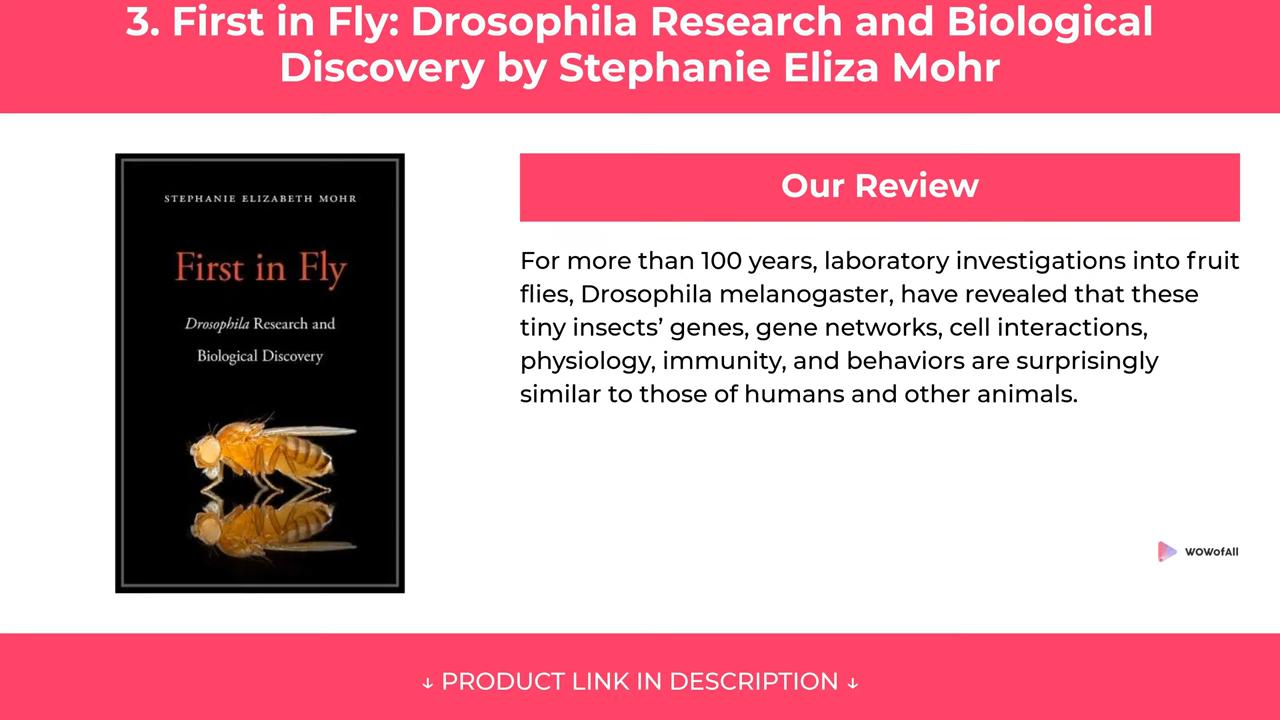 3. First in Fly: Drosophila Research and Biological
Discovery by Stephanie Eliza Mohr
STEPHANIE ELIZABETH MOHR
First in Fly
Drosophila Research and
Biological Discovery
Our Review
For more than 100 years, laboratory investigations into fruit
flies, Drosophila melanogaster, have revealed that these
tiny insects’ genes, gene networks, cell interactions,
physiology, immunity, and behaviors are surprisingly
similar to those of humans and other animals.
WOWofAll
↓ PRODUCT LINK IN DESCRIPTION ↓